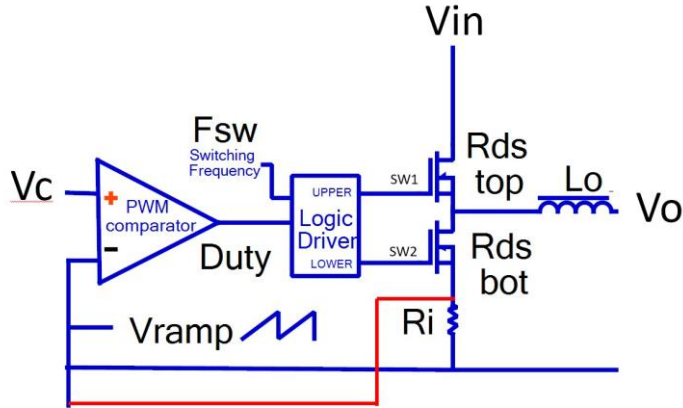 Vin
Fsw
Switching
Frequency
Rds
top
SW1
UPPER
Lo
Vc
+
PWM
comparator
Logic
Driver
Vo
-
Duty
LOWER
SW2
Rds
bot
Vramp
Ri